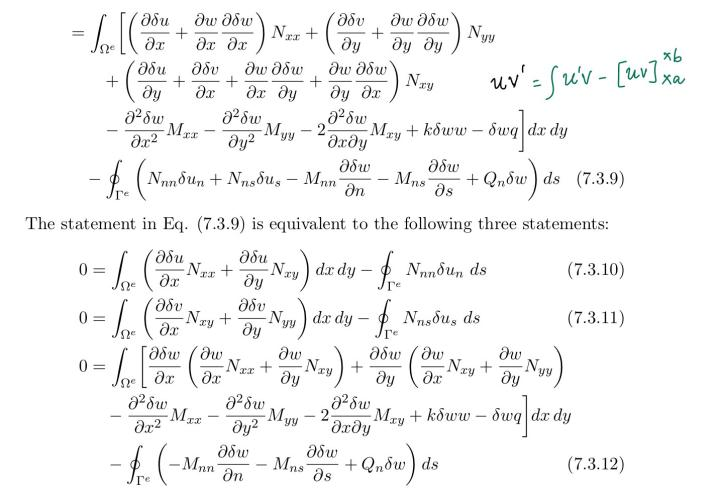 = ∫_{Ω^e} [ ( ∂δu/∂x + ∂w/∂x ∂δw/∂x ) N_{xx} + ( ∂δv/∂y + ∂w/∂y ∂δw/∂y ) N_{yy}
+ ( ∂δu/∂y + ∂δv/∂x + ∂w/∂x ∂δw/∂y + ∂w/∂y ∂δw/∂x ) N_{xy}
uv' = ∫u'v - [uv]_{xa}^{xb}
− ∂²δw/∂x² M_{xx} − ∂²δw/∂y² M_{yy} − 2 ∂²δw/∂x∂y M_{xy} + kδww − δwq ] dx dy
− ∮_{Γ^e} ( N_{nn}δu_n + N_{ns}δu_s − M_{nn} ∂δw/∂n − M_{ns} ∂δw/∂s + Q_nδw ) ds (7.3.9)
The statement in Eq. (7.3.9) is equivalent to the following three statements:
0 = ∫_{Ω^e} ( ∂δu/∂x N_{xx} + ∂δu/∂y N_{xy} ) dx dy − ∮_{Γ^e} N_{nn}δu_n ds (7.3.10)
0 = ∫_{Ω^e} ( ∂δv/∂x N_{xy} + ∂δv/∂y N_{yy} ) dx dy − ∮_{Γ^e} N_{ns}δu_s ds (7.3.11)
0 = ∫_{Ω^e} [ ∂δw/∂x ( ∂w/∂x N_{xx} + ∂w/∂y N_{xy} ) + ∂δw/∂y ( ∂w/∂x N_{xy} + ∂w/∂y N_{yy} )
− ∂²δw/∂x² M_{xx} − ∂²δw/∂y² M_{yy} − 2 ∂²δw/∂x∂y M_{xy} + kδww − δwq ] dx dy
− ∮_{Γ^e} ( −M_{nn} ∂δw/∂n − M_{ns} ∂δw/∂s + Q_nδw ) ds (7.3.12)